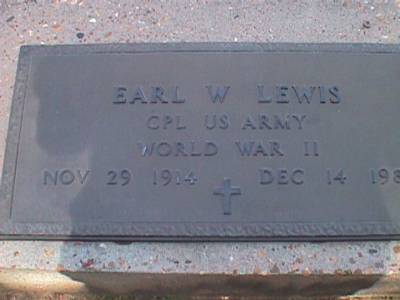 EARL W LEWIS
CPL US ARMY
WORLD WAR II
NOV 29 1914 DEC 14 198